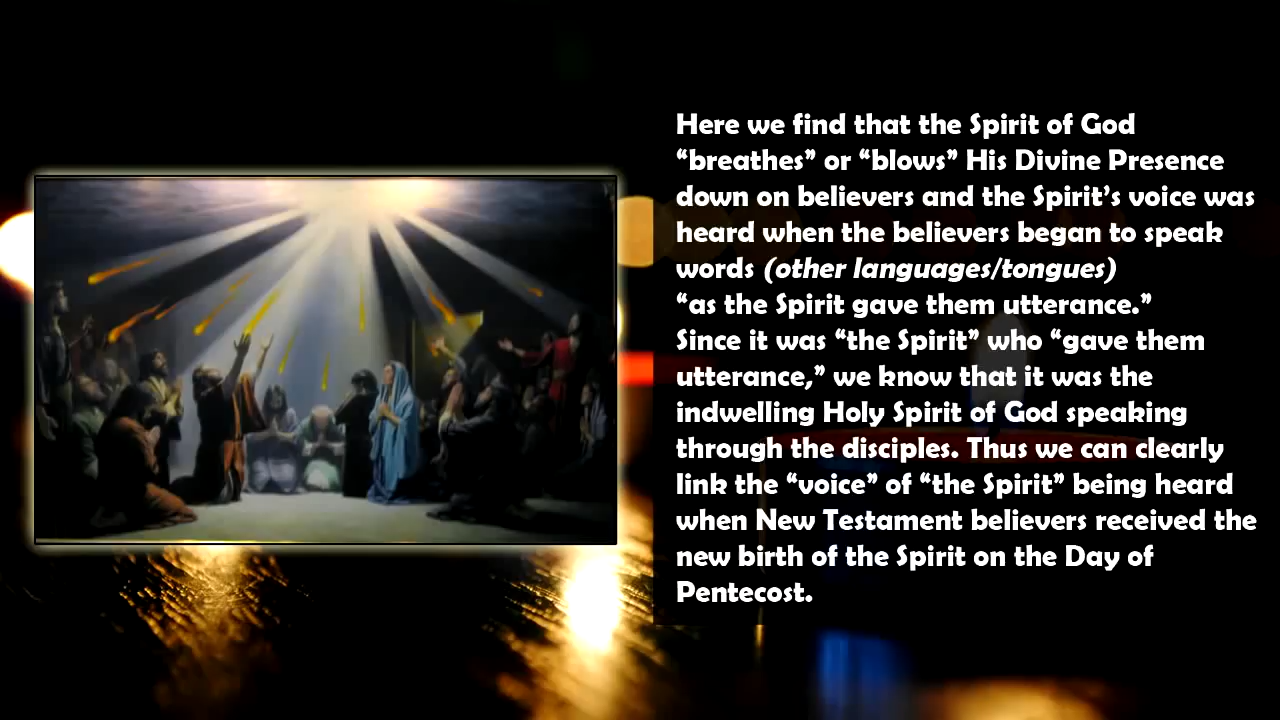 Here we find that the Spirit of God
“breathes” or “blows” His Divine Presence
down on believers and the Spirit’s voice was
heard when the believers began to speak
words (other languages/tongues)
“as the Spirit gave them utterance.”
Since it was “the Spirit” who “gave them
utterance,” we know that it was the
indwelling Holy Spirit of God speaking
through the disciples. Thus we can clearly
link the “voice” of “the Spirit” being heard
when New Testament believers received the
new birth of the Spirit on the Day of
Pentecost.